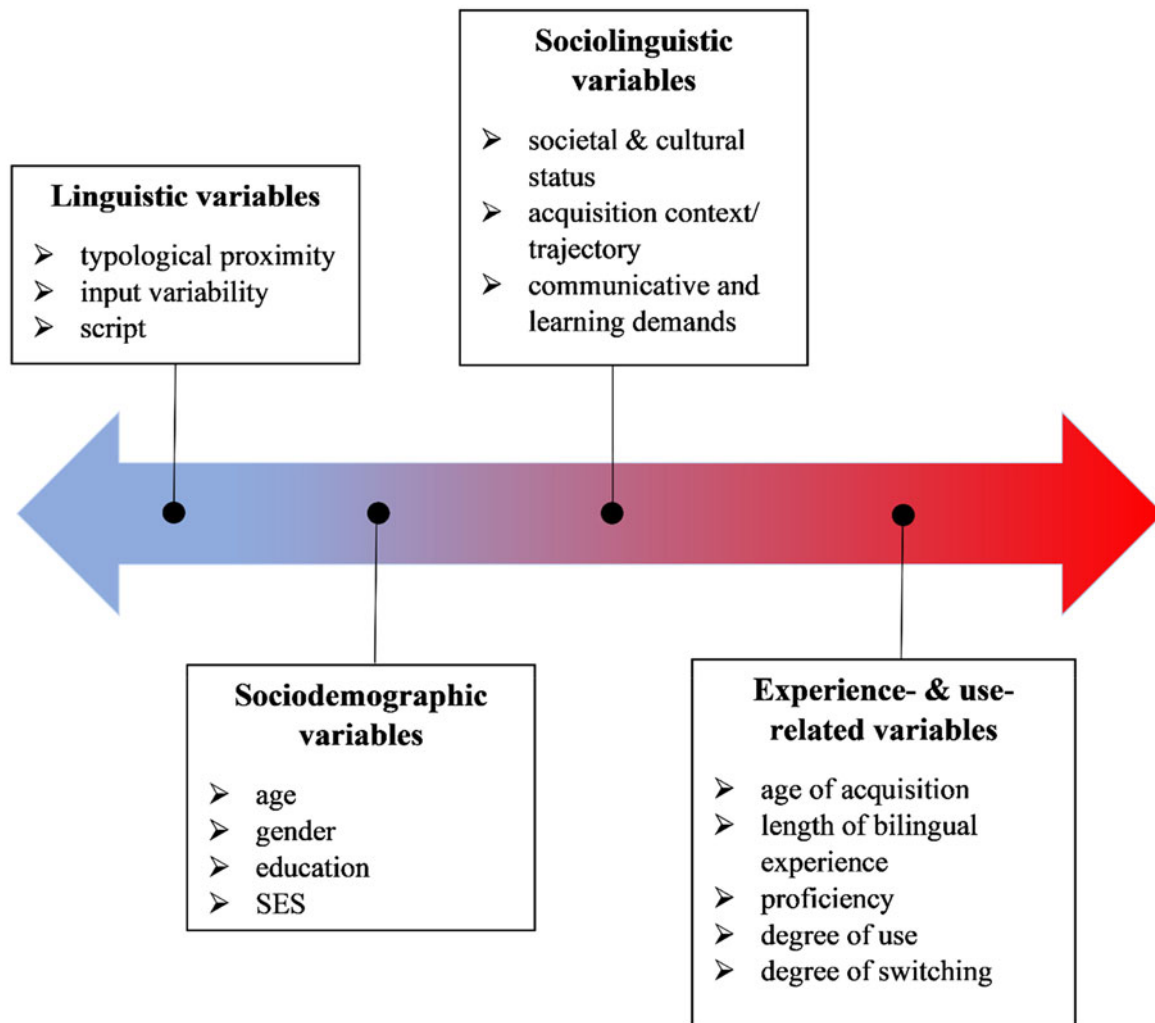 Linguistic variables
➢ typological proximity
➢ input variability
➢ script
Sociolinguistic
variables
➢ societal & cultural
status
➢ acquisition context/
trajectory
➢ communicative and
learning demands
Sociodemographic
variables
➢ age
➢ gender
➢ education
➢ SES
Experience- & use-
related variables
➢ age of acquisition
➢ length of bilingual
experience
➢ proficiency
➢ degree of use
➢ degree of switching